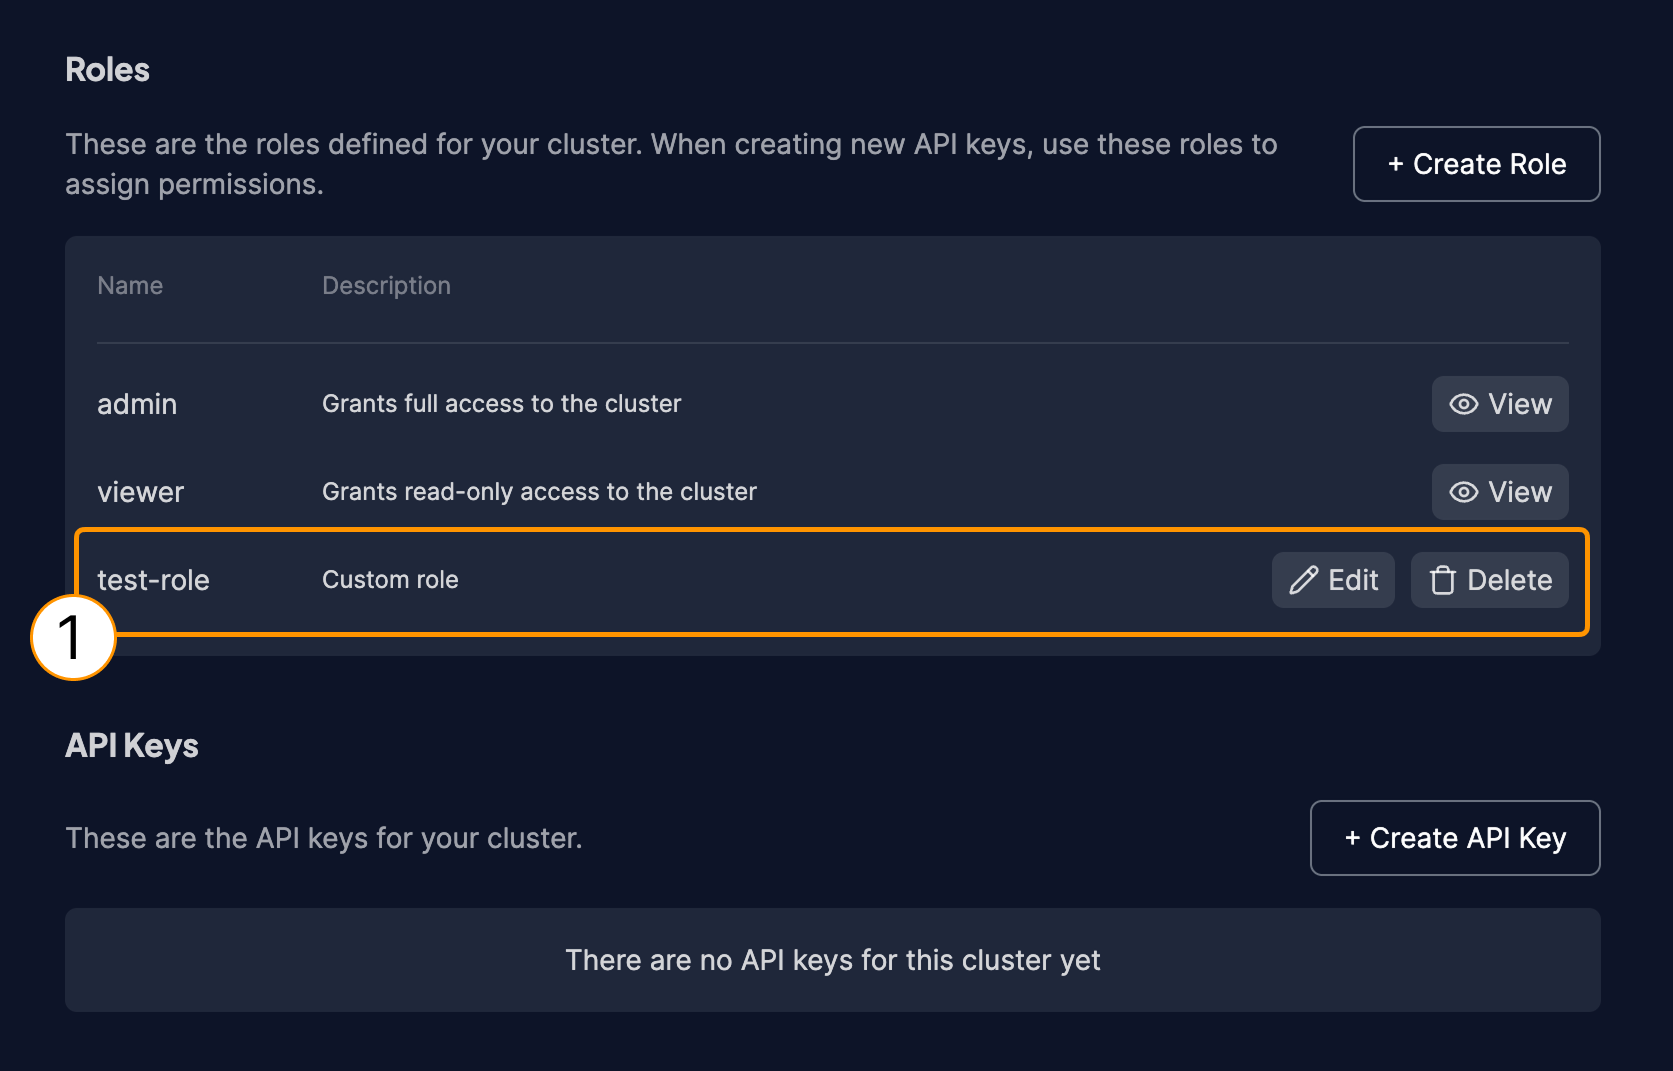 Roles
These are the roles defined for your cluster. When creating new API keys, use these roles to
assign permissions.
+ Create Role
Name Description
admin Grants full access to the cluster View
viewer Grants read-only access to the cluster View
test-role Custom role Edit Delete
1
API Keys
These are the API keys for your cluster.
+ Create API Key
There are no API keys for this cluster yet